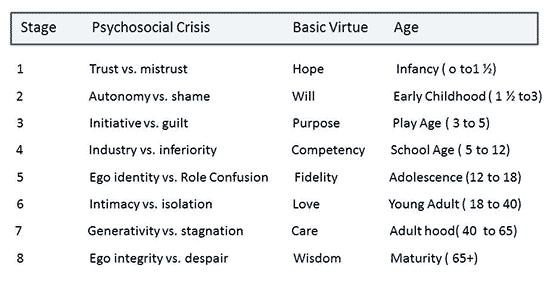 Stage Psychosocial Crisis Basic Virtue Age
1 Trust vs. mistrust Hope Infancy ( o to1 ½)
2 Autonomy vs. shame Will Early Childhood ( 1 ½ to3)
3 Initiative vs. guilt Purpose Play Age ( 3 to 5)
4 Industry vs. inferiority Competency School Age ( 5 to 12)
5 Ego identity vs. Role Confusion Fidelity Adolescence (12 to 18)
6 Intimacy vs. isolation Love Young Adult ( 18 to 40)
7 Generativity vs. stagnation Care Adult hood( 40 to 65)
8 Ego integrity vs. despair Wisdom Maturity ( 65+)